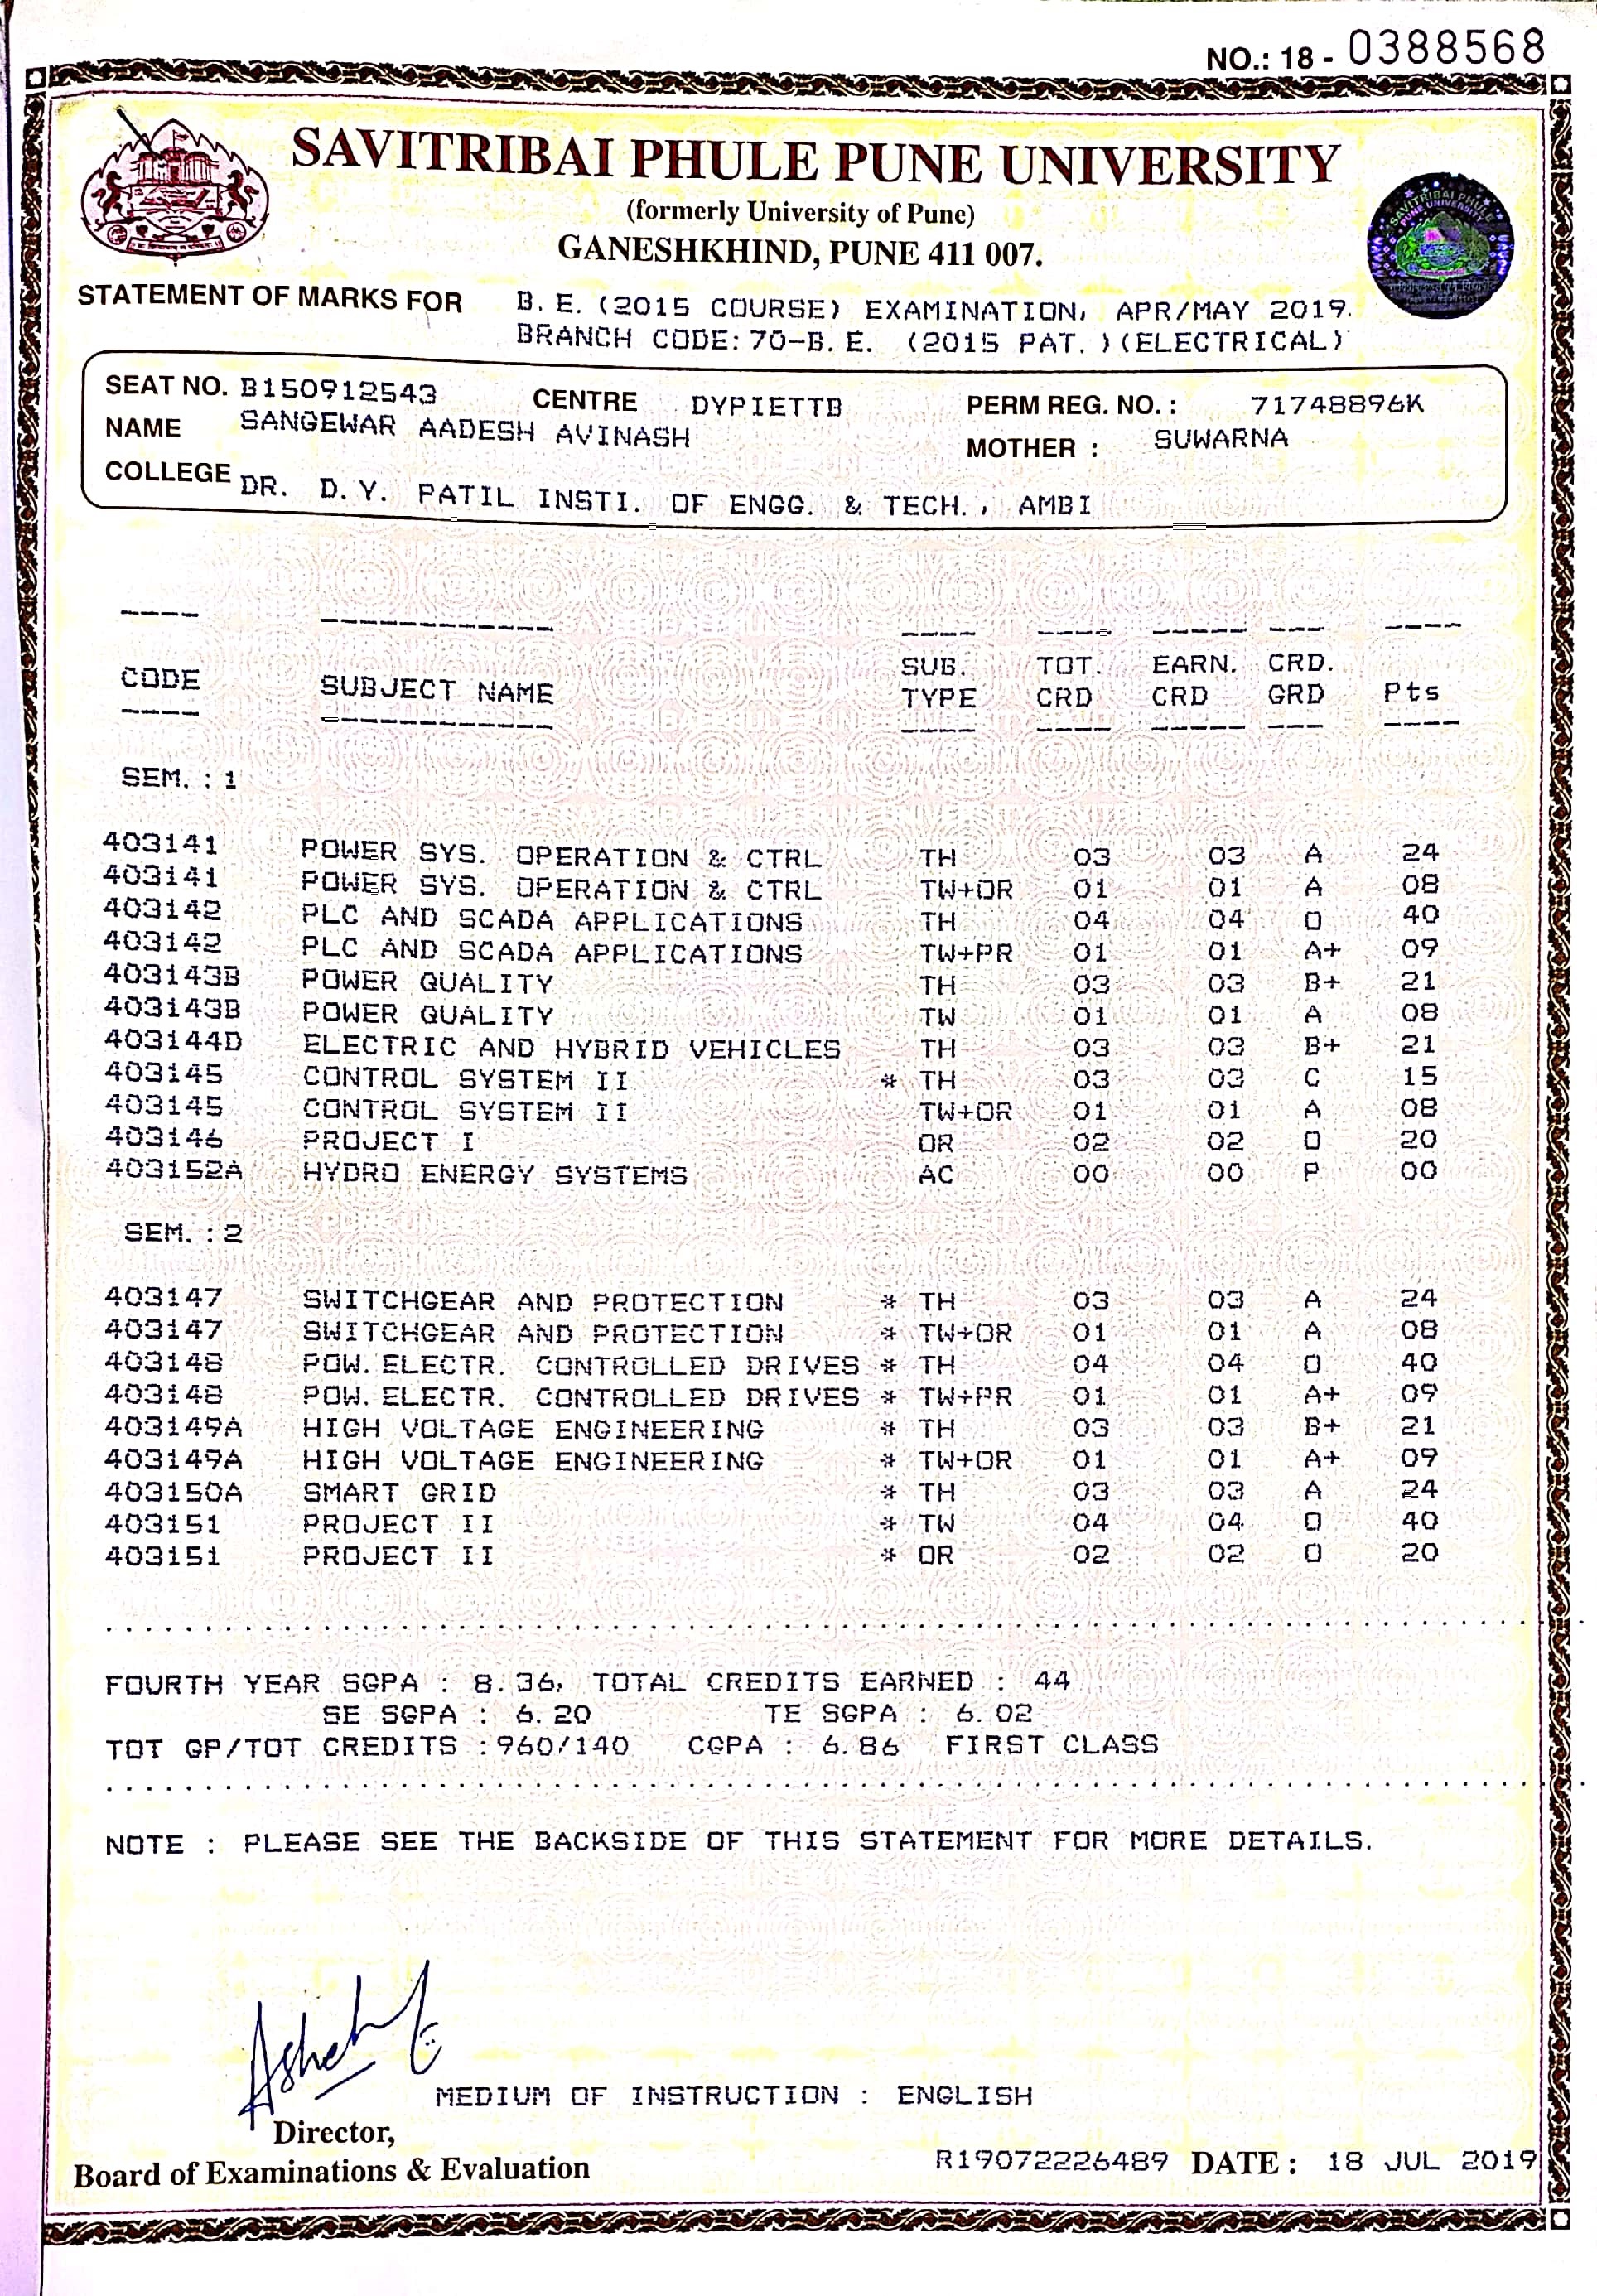 NO.: 18 - 0388568
SAVITRIBAI PHULE PUNE UNIVERSITY
(formerly University of Pune)
GANESHKHIND, PUNE 411 007.
STATEMENT OF MARKS FOR B. E. (2015 COURSE) EXAMINATION, APR/MAY 2019.
BRANCH CODE: 70-B. E. (2015 PAT. )(ELECTRICAL)
SEAT NO. B150912543 CENTRE DYPIETTB PERM REG. NO. : 71748896K
NAME SANGEWAR AADESH AVINASH MOTHER : SUWARNA
COLLEGE DR. D. Y. PATIL INSTI. OF ENGG. & TECH. , AMBI
CODE SUBJECT NAME SUB. TYPE TOT. CRD EARN. CRD CRD. GRD Pts
SEM. : 1
403141 POWER SYS. OPERATION & CTRL TH 03 03 A 24
403141 POWER SYS. OPERATION & CTRL TW+OR 01 01 A 08
403142 PLC AND SCADA APPLICATIONS TH 04 04 O 40
403142 PLC AND SCADA APPLICATIONS TW+PR 01 01 A+ 09
403143B POWER QUALITY TH 03 03 B+ 21
403143B POWER QUALITY TW 01 01 A 08
403144D ELECTRIC AND HYBRID VEHICLES TH 03 03 B+ 21
403145 CONTROL SYSTEM II * TH 03 03 C 15
403145 CONTROL SYSTEM II TW+OR 01 01 A 08
403146 PROJECT I OR 02 02 O 20
403152A HYDRO ENERGY SYSTEMS AC 00 00 P 00
SEM. : 2
403147 SWITCHGEAR AND PROTECTION * TH 03 03 A 24
403147 SWITCHGEAR AND PROTECTION * TW+OR 01 01 A 08
403148 POW. ELECTR. CONTROLLED DRIVES * TH 04 04 O 40
403148 POW. ELECTR. CONTROLLED DRIVES * TW+PR 01 01 A+ 09
403149A HIGH VOLTAGE ENGINEERING * TH 03 03 B+ 21
403149A HIGH VOLTAGE ENGINEERING * TW+OR 01 01 A+ 09
403150A SMART GRID * TH 03 03 A 24
403151 PROJECT II * TW 04 04 O 40
403151 PROJECT II * OR 02 02 O 20
FOURTH YEAR SGPA : 8. 36, TOTAL CREDITS EARNED : 44
SE SGPA : 6. 20 TE SGPA : 6. 02
TOT GP/TOT CREDITS : 960/140 CGPA : 6. 86 FIRST CLASS
NOTE : PLEASE SEE THE BACKSIDE OF THIS STATEMENT FOR MORE DETAILS.
MEDIUM OF INSTRUCTION : ENGLISH
Director,
Board of Examinations & Evaluation
R19072226489 DATE : 18 JUL 2019